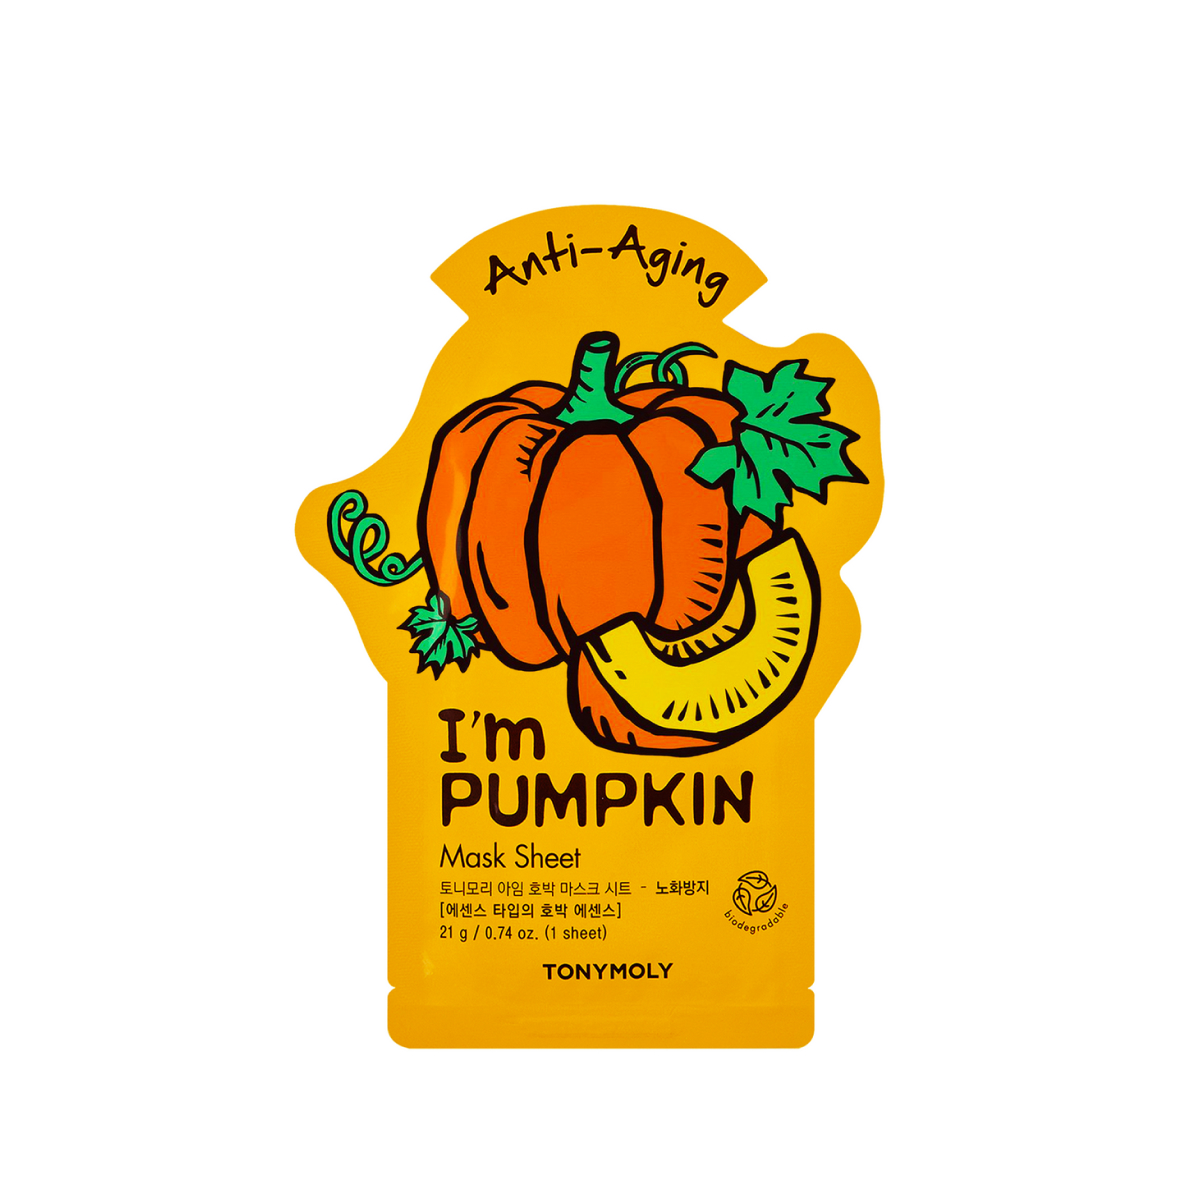 Anti-Aging
I'm
PUMPKIN
Mask Sheet
토니모리 아임 호박 마스크 시트 - 노화방지
[에센스 타입의 호박 에센스]
21 g / 0.74 oz. (1 sheet)
biodegradable
TONYMOLY